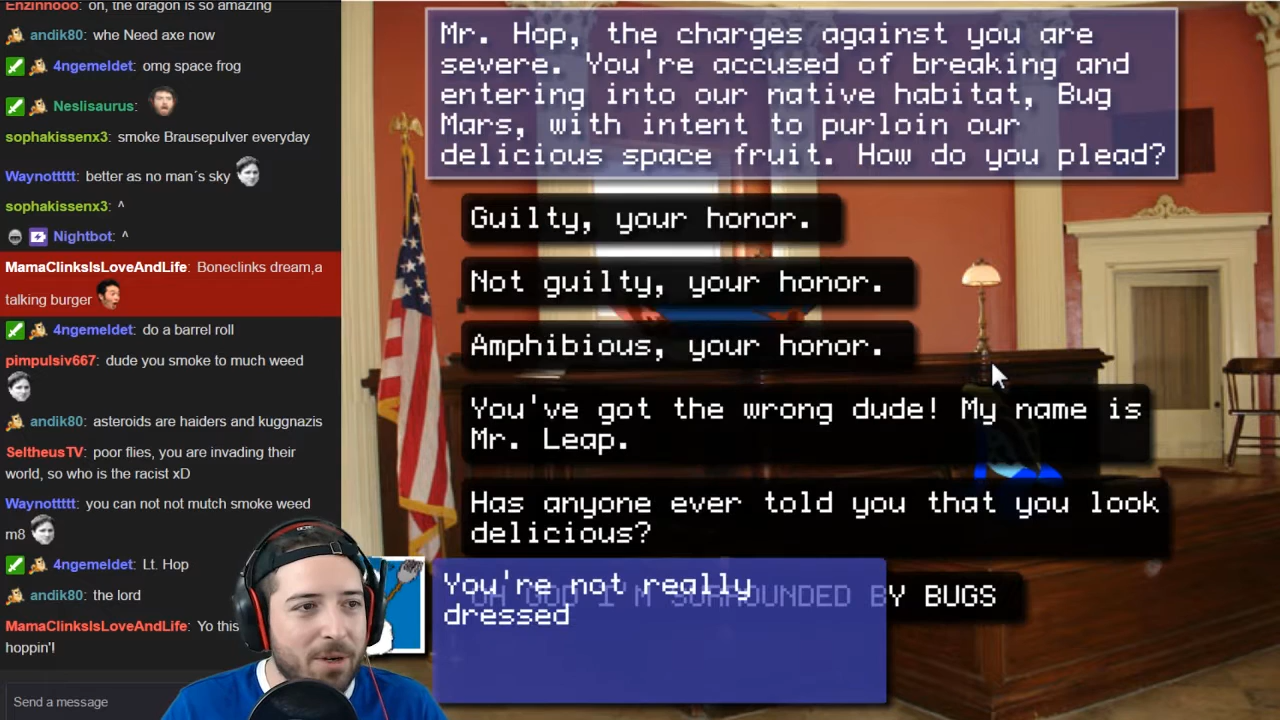 Enzinnooo: oh, the dragon is so amazing
andik80: whe Need axe now
4ngemeldet: omg space frog
Neslisaurus:
sophakissenx3: smoke Brausepulver everyday
Waynottttt: better as no man´s sky
sophakissenx3: ^
Nightbot: ^
MamaClinksIsLoveAndLife: Boneclinks dream,a
talking burger
4ngemeldet: do a barrel roll
pimpulsiv667: dude you smoke to much weed
andik80: asteroids are haiders and kuggnazis
SeltheusTV: poor flies, you are invading their
world, so who is the racist xD
Waynottttt: you can not not mutch smoke weed
m8
4ngemeldet: Lt. Hop
andik80: the lord
MamaClinksIsLoveAndLife: Yo this
hoppin'!
Send a message
Mr. Hop, the charges against you are
severe. You're accused of breaking and
entering into our native habitat, Bug
Mars, with intent to purloin our
delicious space fruit. How do you plead?
Guilty, your honor.
Not guilty, your honor.
Amphibious, your honor.
You've got the wrong dude! My name is
Mr. Leap.
Has anyone ever told you that you look
delicious?
OH GOD I'M SURROUNDED BY BUGS
You're not really
dressed